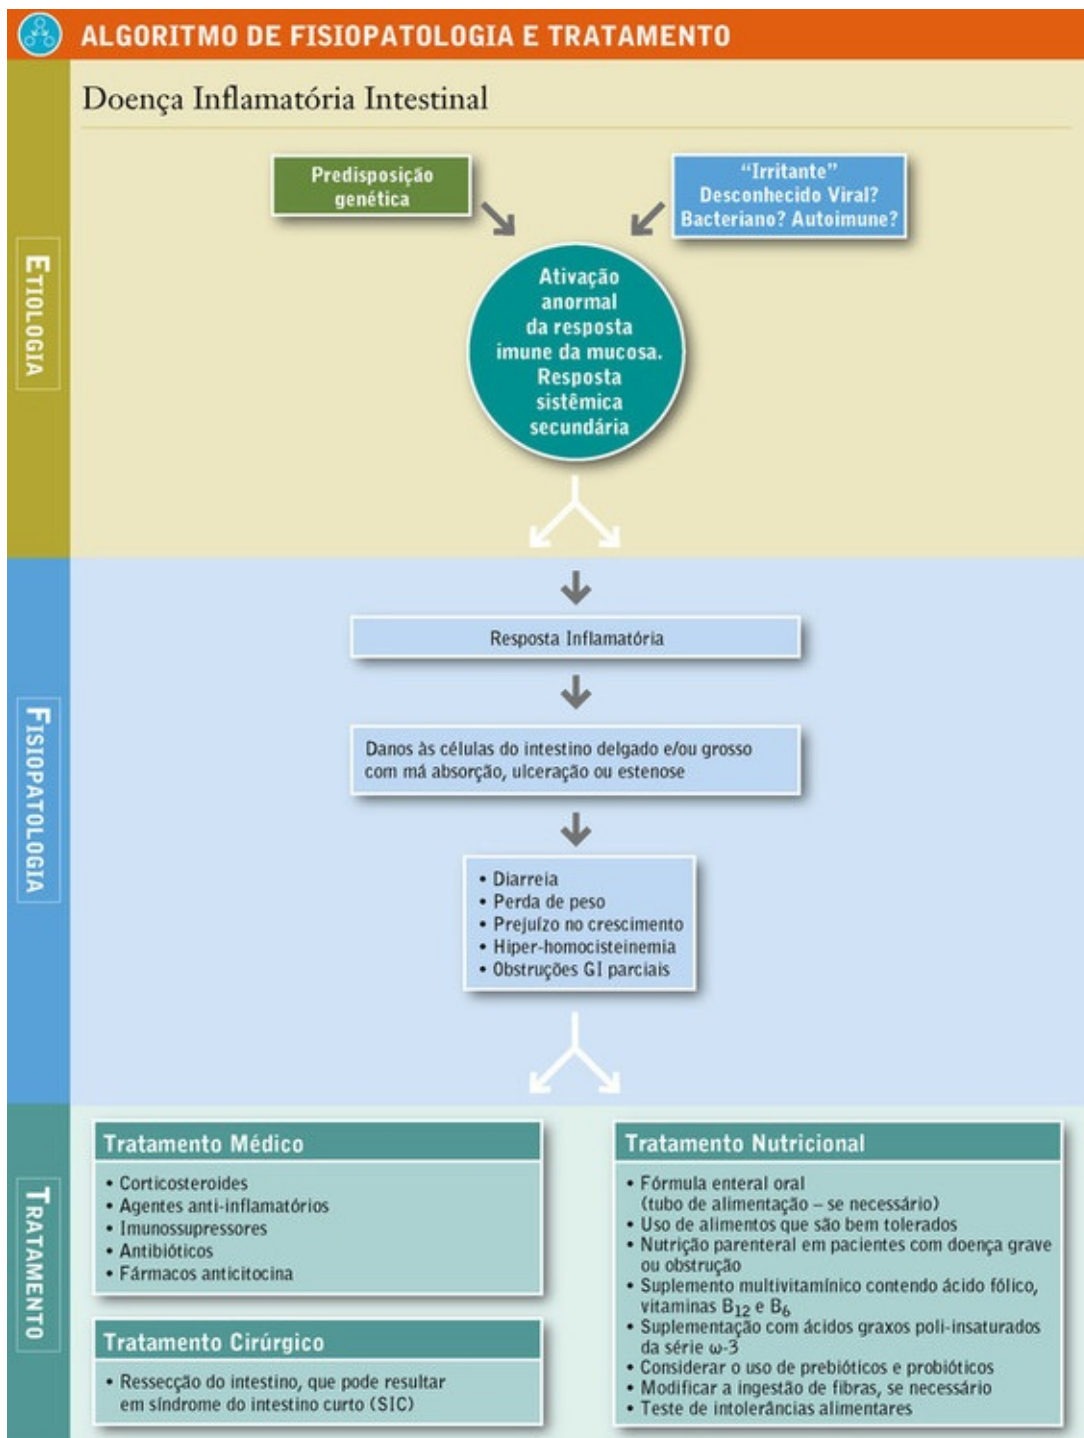 ALGORITMO DE FISIOPATOLOGIA E TRATAMENTO
Doença Inflamatória Intestinal
ETIOLOGIA
Predisposição
genética
“Irritante”
Desconhecido Viral?
Bacteriano? Autoimune?
Ativação
anormal
da resposta
imune da mucosa.
Resposta
sistêmica
secundária
FISIOPATOLOGIA
Resposta Inflamatória
Danos às células do intestino delgado e/ou grosso
com má absorção, ulceração ou estenose
• Diarreia
• Perda de peso
• Prejuízo no crescimento
• Hiper-homocisteinemia
• Obstruções GI parciais
TRATAMENTO
Tratamento Médico
• Corticosteroides
• Agentes anti-inflamatórios
• Imunossupressores
• Antibióticos
• Fármacos anticitocina
Tratamento Cirúrgico
• Ressecção do intestino, que pode resultar
em síndrome do intestino curto (SIC)
Tratamento Nutricional
• Fórmula enteral oral
(tubo de alimentação – se necessário)
• Uso de alimentos que são bem tolerados
• Nutrição parenteral em pacientes com doença grave
ou obstrução
• Suplemento multivitamínico contendo ácido fólico,
vitaminas B12 e B6
• Suplementação com ácidos graxos poli-insaturados
da série ω-3
• Considerar o uso de prebióticos e probióticos
• Modificar a ingestão de fibras, se necessário
• Teste de intolerâncias alimentares